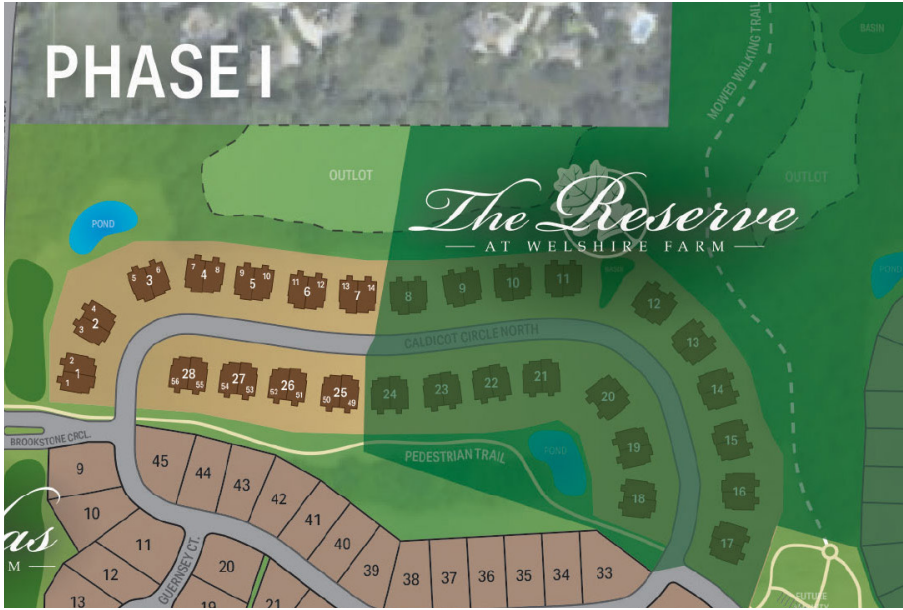 PHASE I
MOWED WALKING TRAIL
BASIN
OUTLOT
OUTLOT
The Reserve
— AT WELSHIRE FARM —
POND
POND
5 3 6
7 4 8
9 5 10
11 6 12
13 7 14
8
9
10
11
BASIN
12
13
14
15
16
17
4
2
3
2
1
1
CALDICOT CIRCLE NORTH
28
56 55
27
54 53
26
52 51
25
50 49
24
23
22
21
20
19
18
PEDESTRIAN TRAIL
POND
BROOKSTONE CRCL.
9
10
11
12
13
45
44
43
42
41
40
39
38
37
36
35
34
33
as
M —
GUERNSEY CT.
20
19
21
FUTURE